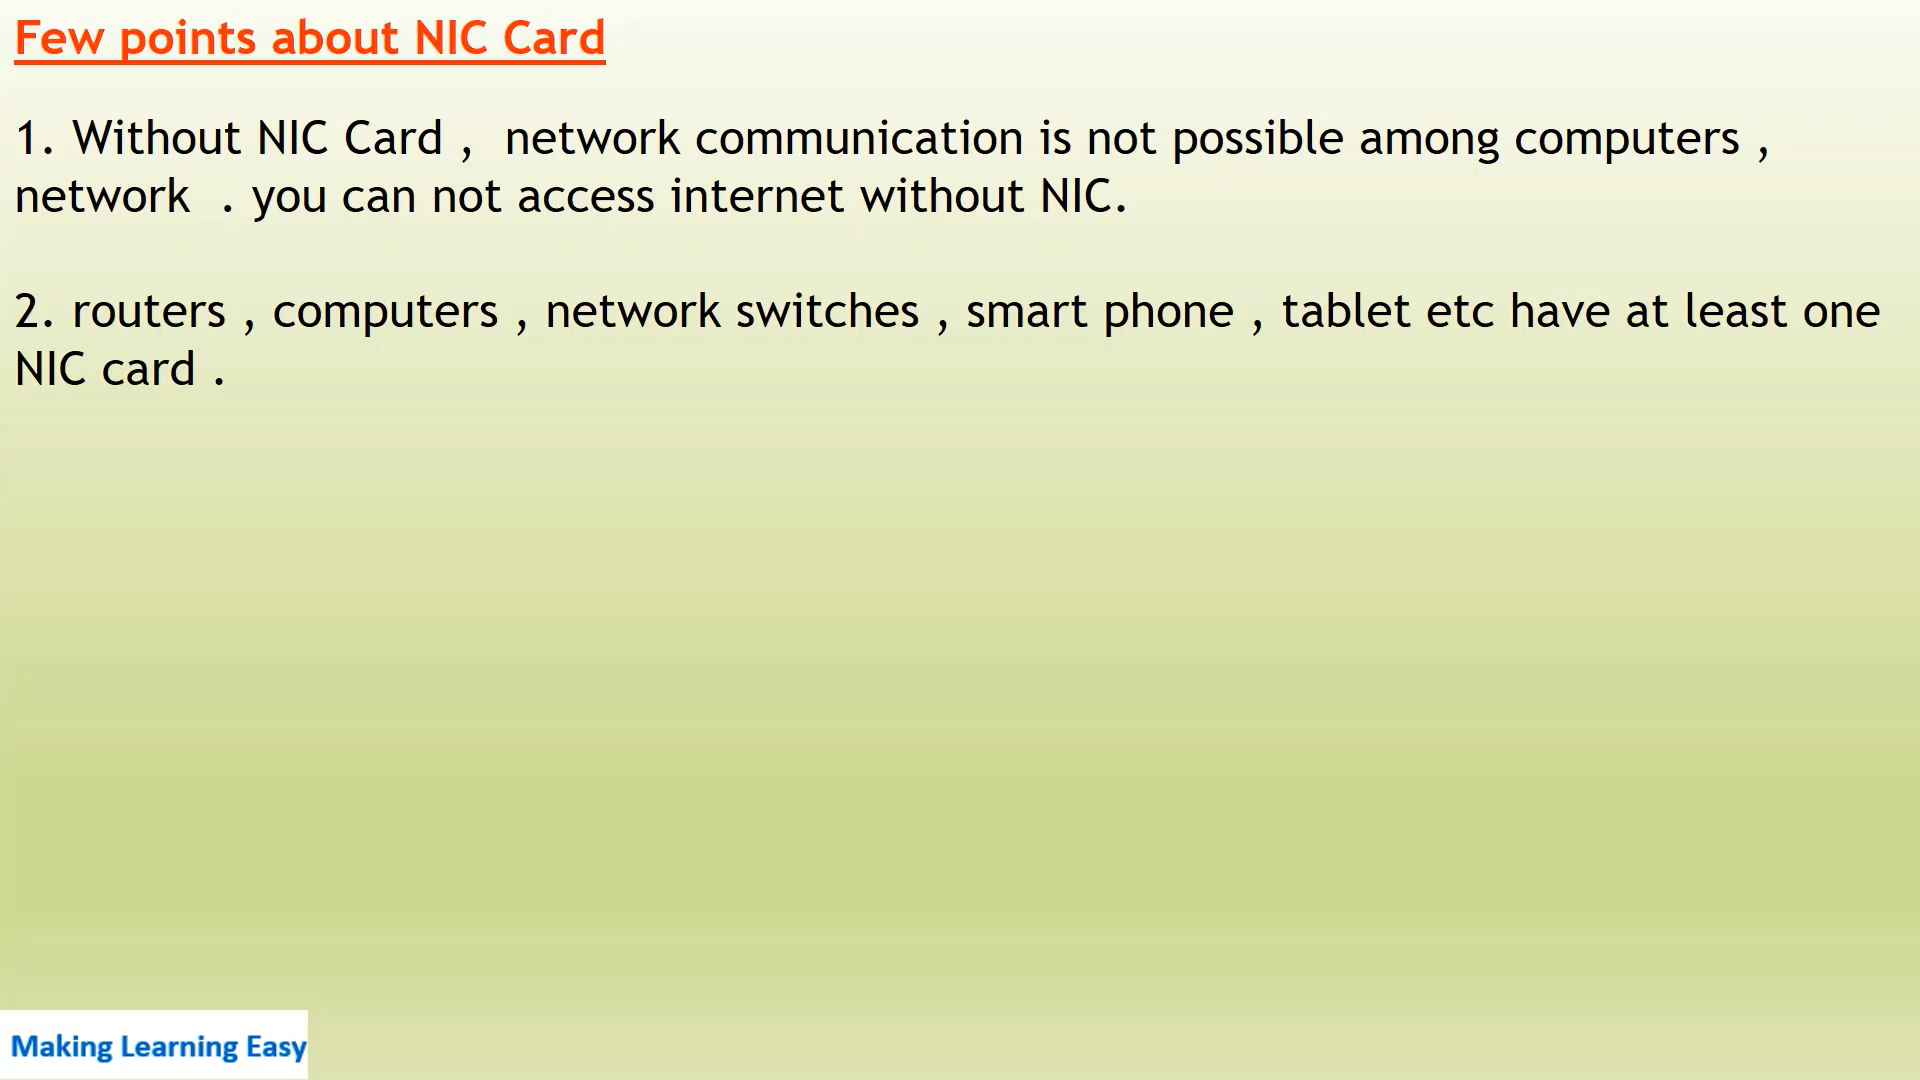 Few points about NIC Card
1. Without NIC Card ,  network communication is not possible among computers ,
network  . you can not access internet without NIC.
2. routers , computers , network switches , smart phone , tablet etc have at least one
NIC card .
Making Learning Easy